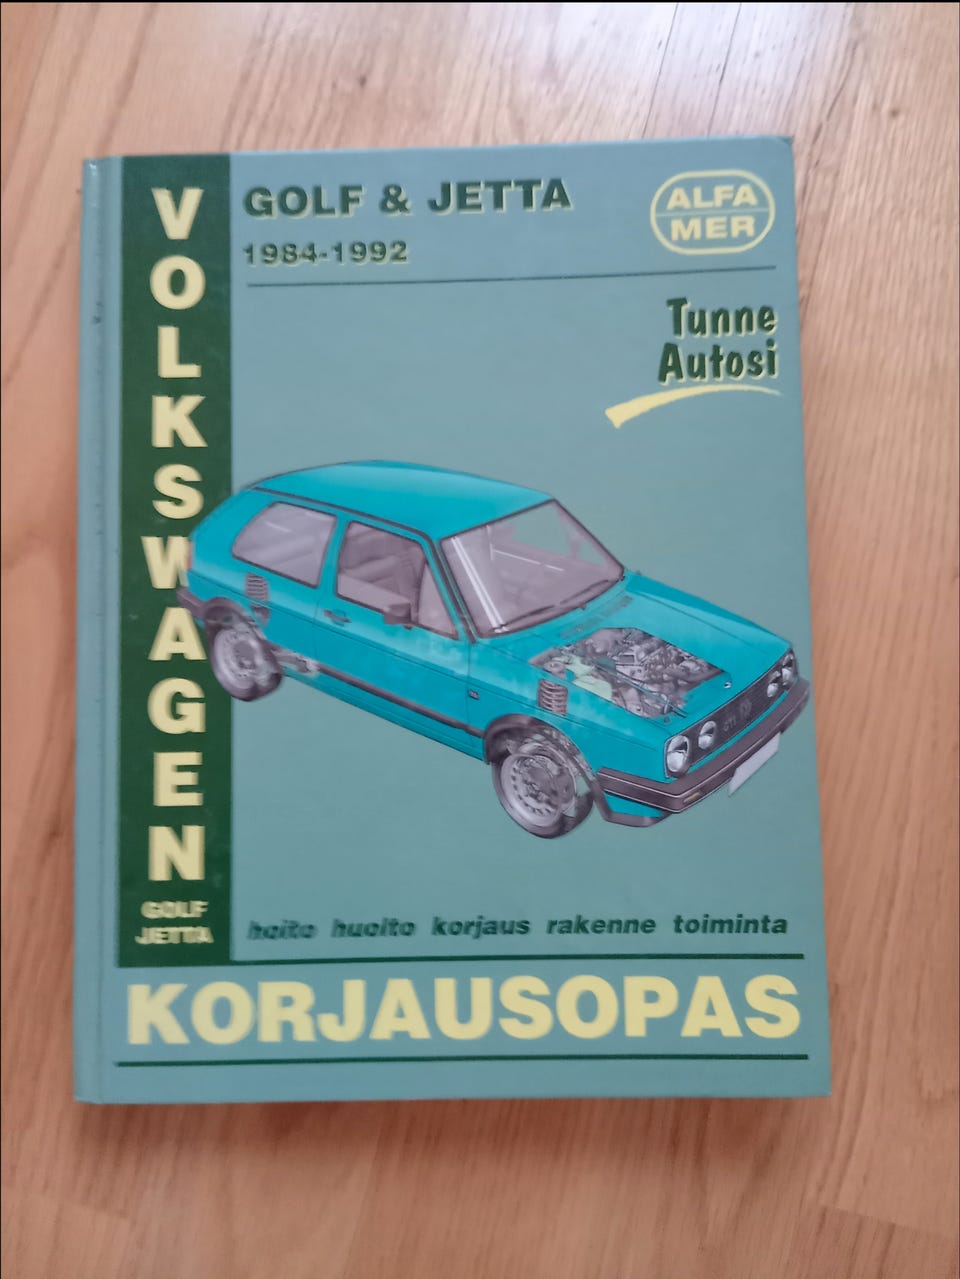 VOLKSWAGEN
GOLF
JETTA
GOLF & JETTA
1984-1992
ALFA
MER
Tunne
Autosi
hoito huolto korjaus rakenne toiminta
KORJAUSOPAS